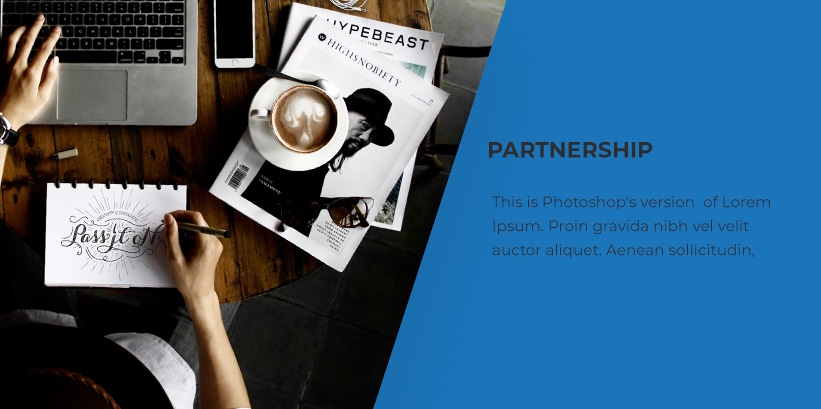 HYPEBEAST
HIGHSNOBIETY
YAMAMOTO
Pass it on
PARTNERSHIP
This is Photoshop's version  of Lorem
Ipsum. Proin gravida nibh vel velit
auctor aliquet. Aenean sollicitudin,